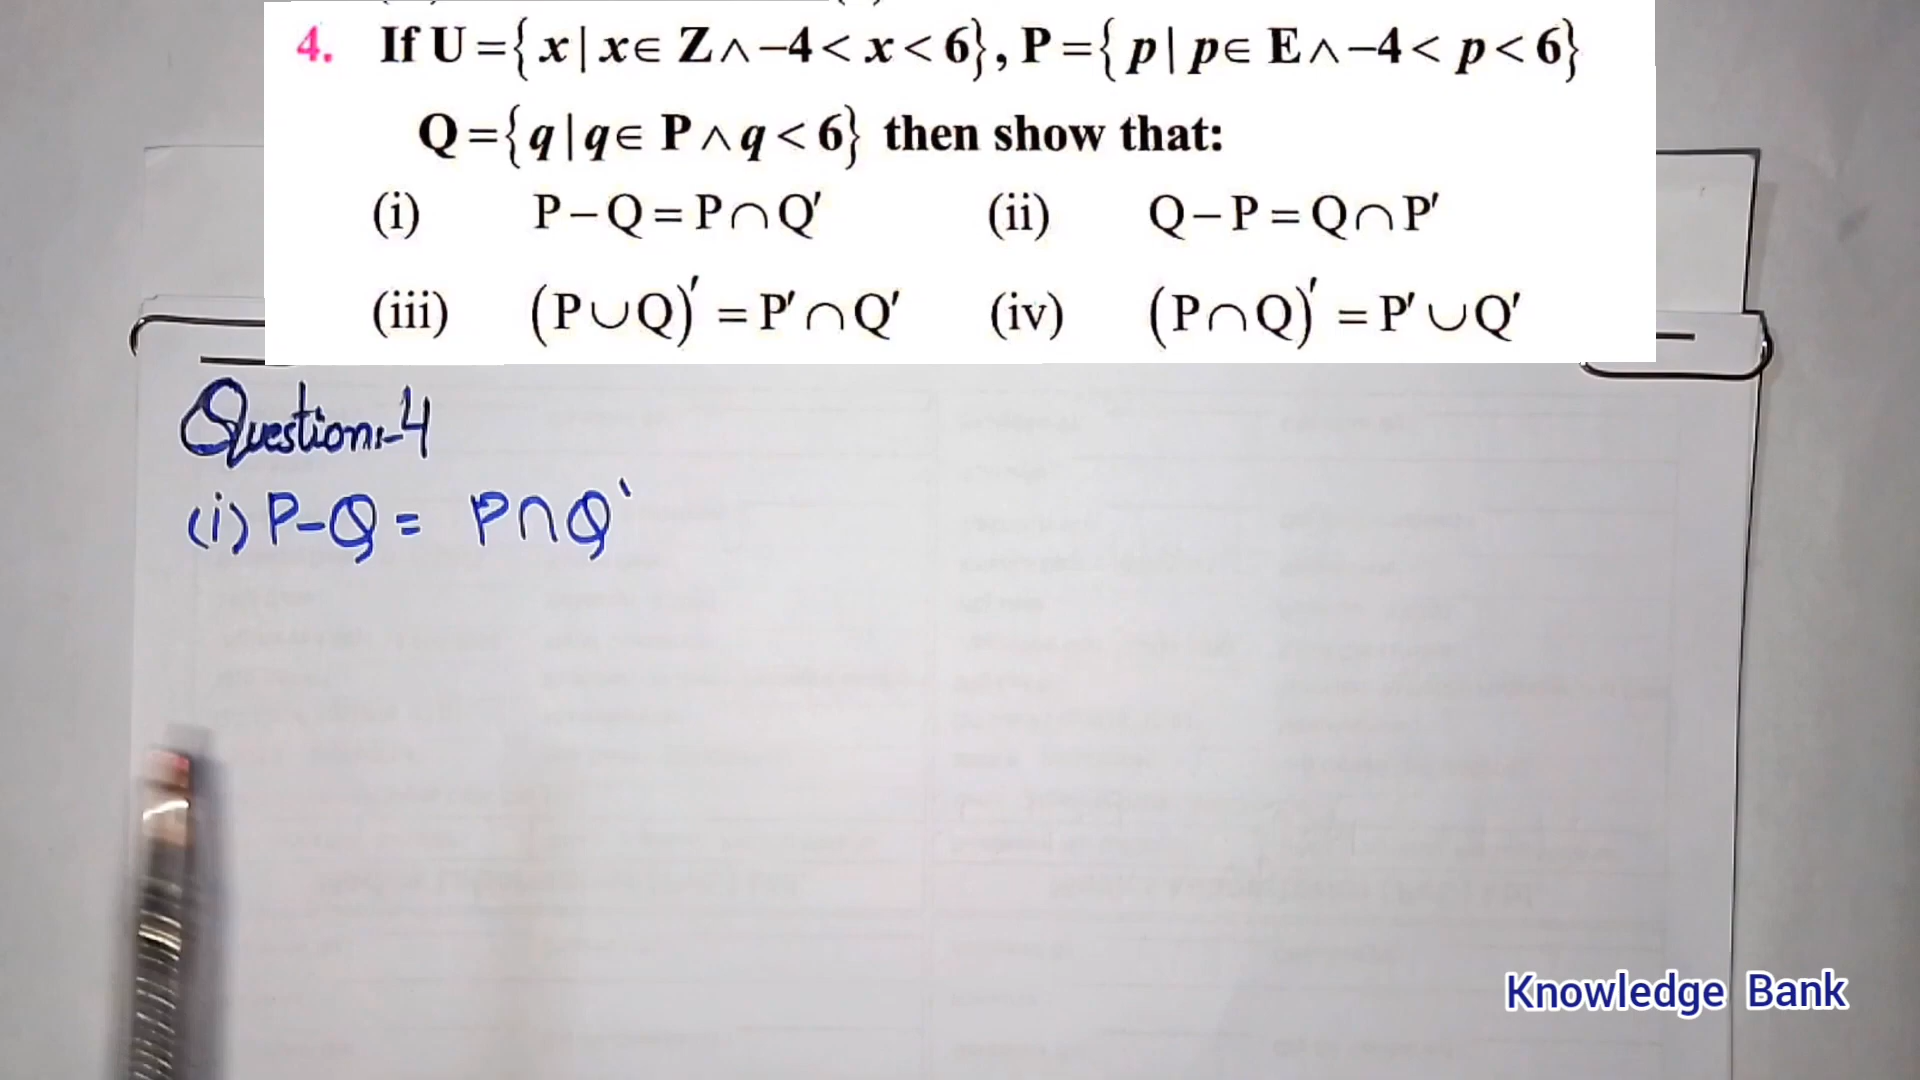 4. If U = { x | x ∈ Z ∧ −4 < x < 6}, P = { p | p ∈ E ∧ −4 < p < 6}
Q = {q | q ∈ P ∧ q < 6} then show that:
(i) P − Q = P ∩ Q′ (ii) Q − P = Q ∩ P′
(iii) (P ∪ Q)′ = P′ ∩ Q′ (iv) (P ∩ Q)′ = P′ ∪ Q′
Question:-4
(i) P-Q = P∩Q'
Knowledge Bank